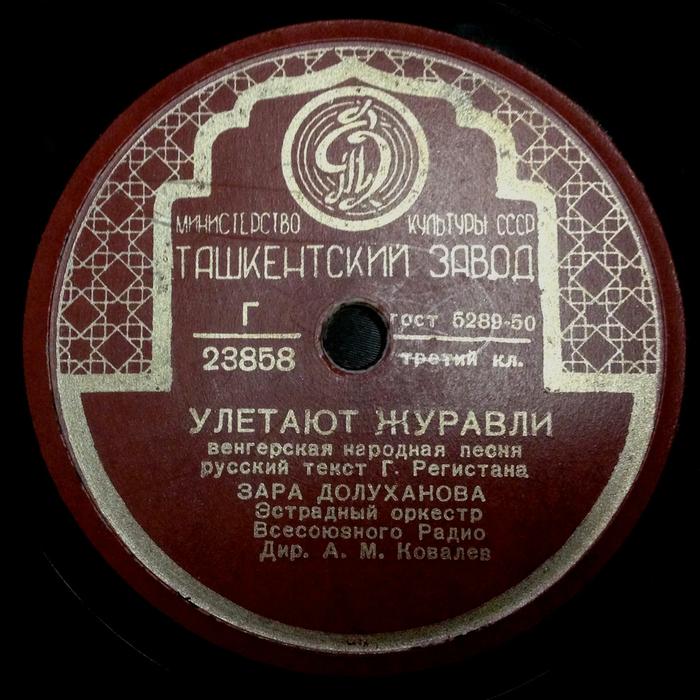 МИНИСТЕРСТВО КУЛЬТУРЫ СССР
ТАШКЕНТСКИЙ ЗАВОД
Г
23858
гост 5289-50
третий кл.
УЛЕТАЮТ ЖУРАВЛИ
венгерская народная песня
русский текст Г. Регистана
ЗАРА ДОЛУХАНОВА
Эстрадный оркестр
Всесоюзного Радио
Дир. А. М. Ковалев